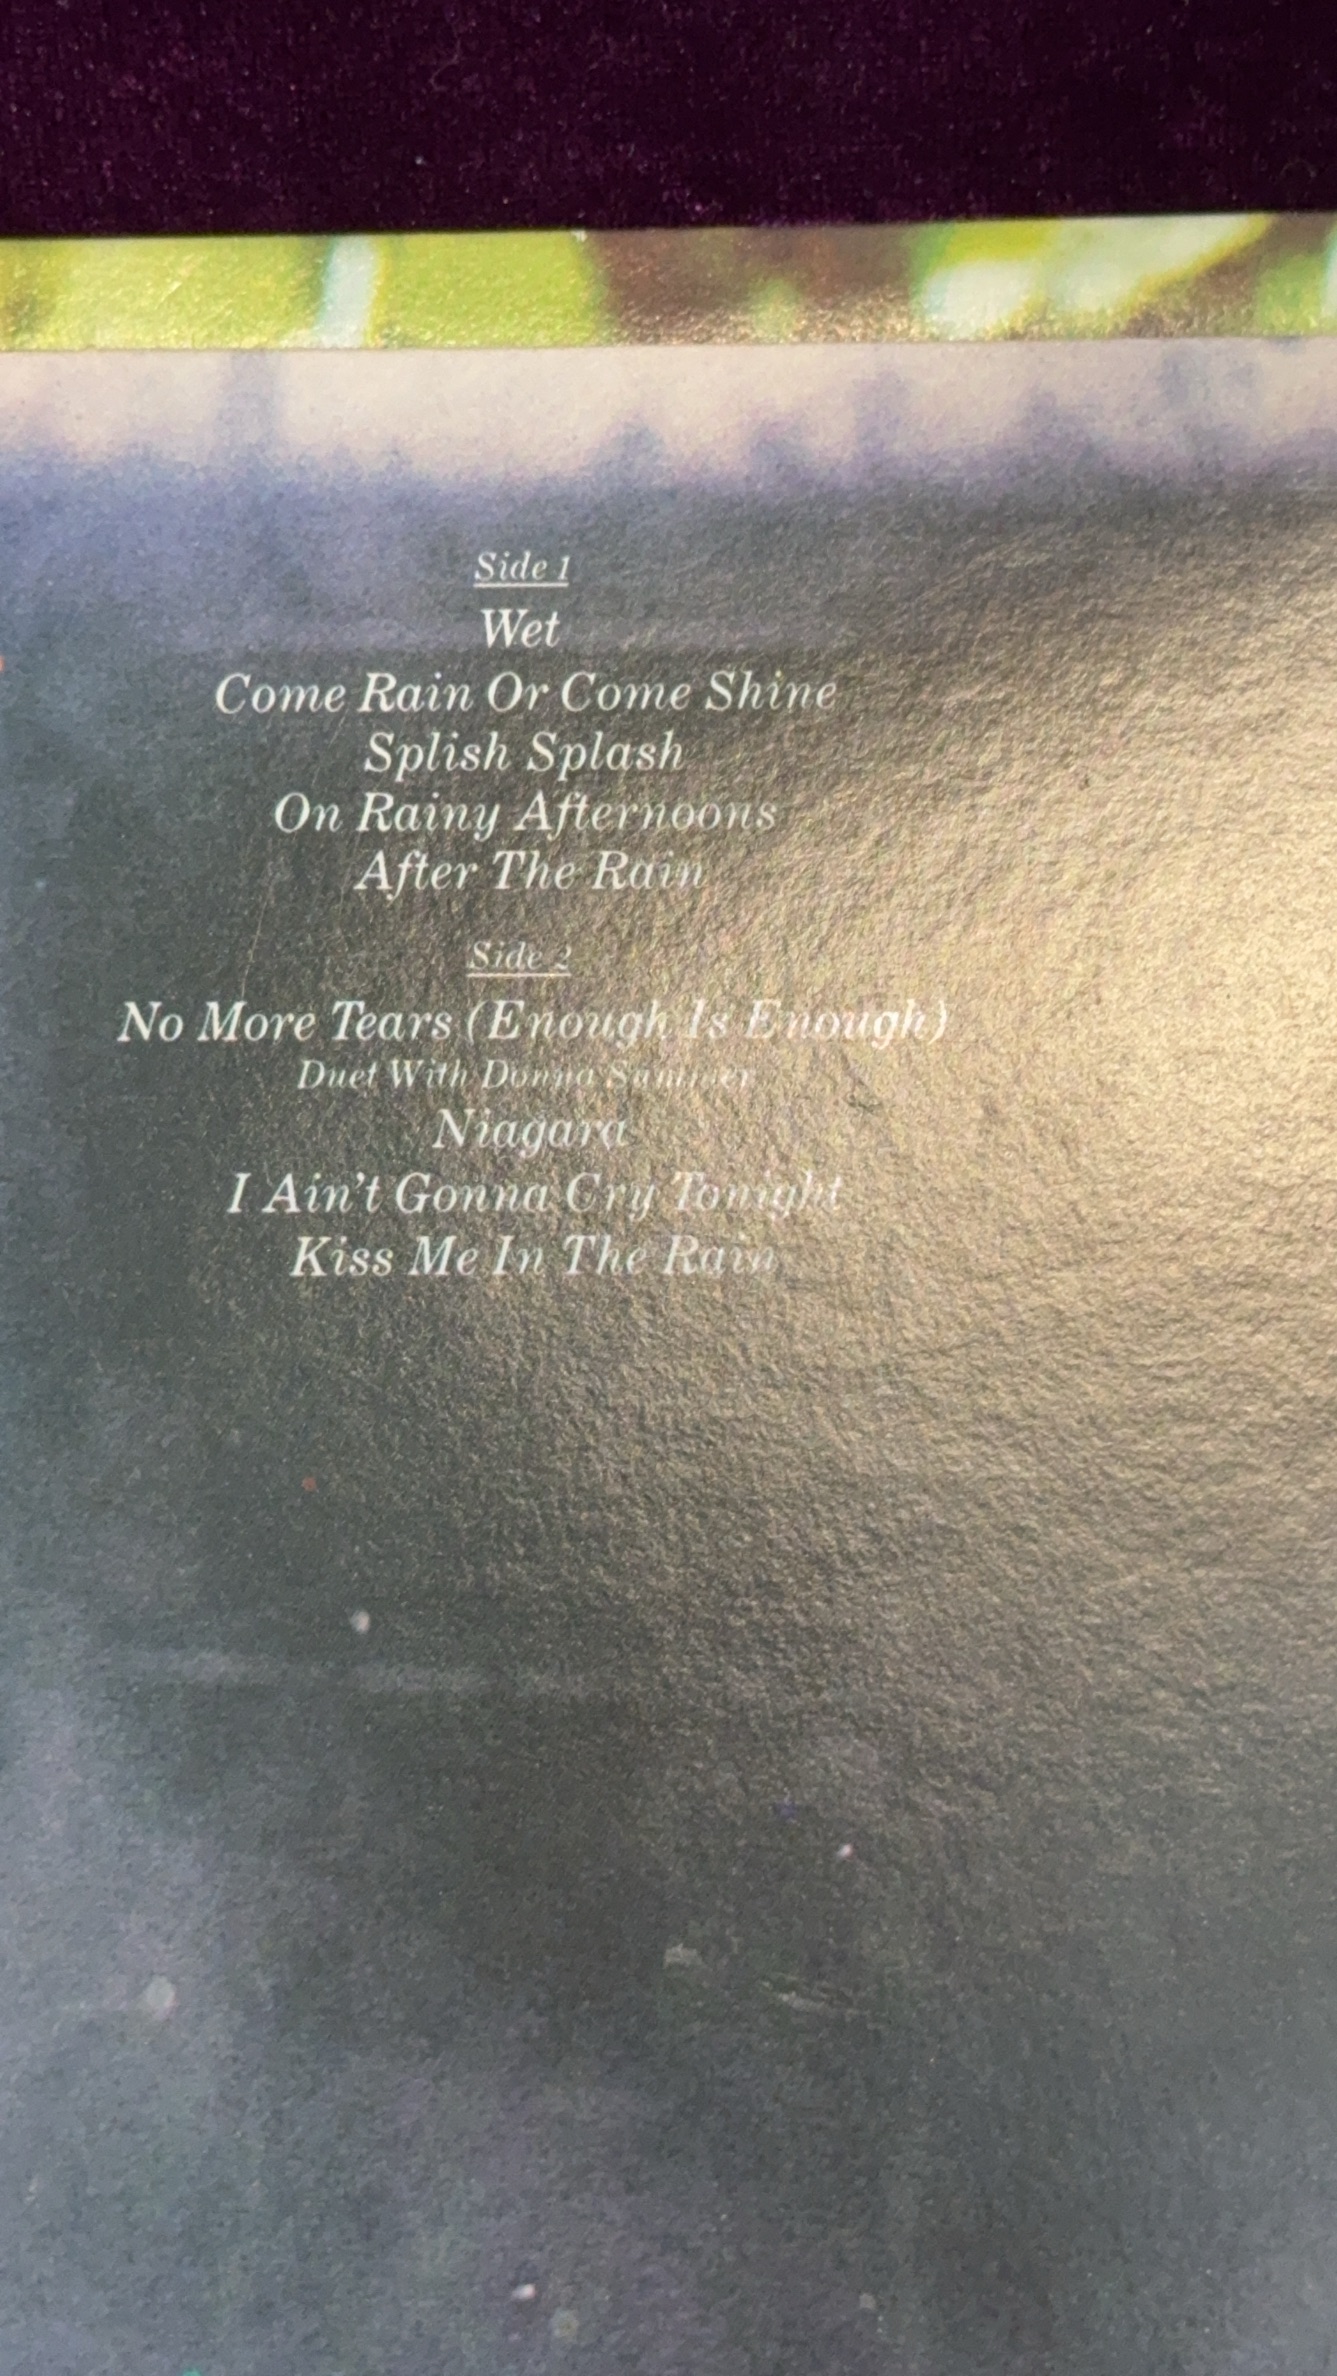 Side 1
Wet
Come Rain Or Come Shine
Splish Splash
On Rainy Afternoons
After The Rain
Side 2
No More Tears (Enough Is Enough)
Duet With Donna Summer
Niagara
I Ain't Gonna Cry Tonight
Kiss Me In The Rain